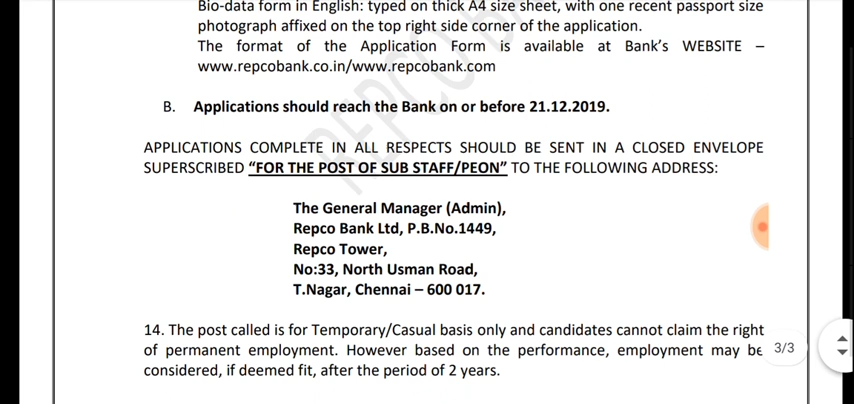 Bio-data form in English: typed on thick A4 size sheet, with one recent passport size
photograph affixed on the top right side corner of the application.
The format of the Application Form is available at Bank's WEBSITE –
www.repcobank.co.in/www.repcobank.com
B. Applications should reach the Bank on or before 21.12.2019.
APPLICATIONS COMPLETE IN ALL RESPECTS SHOULD BE SENT IN A CLOSED ENVELOPE
SUPERSCRIBED “FOR THE POST OF SUB STAFF/PEON” TO THE FOLLOWING ADDRESS:
The General Manager (Admin),
Repco Bank Ltd, P.B.No.1449,
Repco Tower,
No:33, North Usman Road,
T.Nagar, Chennai – 600 017.
14. The post called is for Temporary/Casual basis only and candidates cannot claim the right
of permanent employment. However based on the performance, employment may be
considered, if deemed fit, after the period of 2 years.
3/3
REPCO B